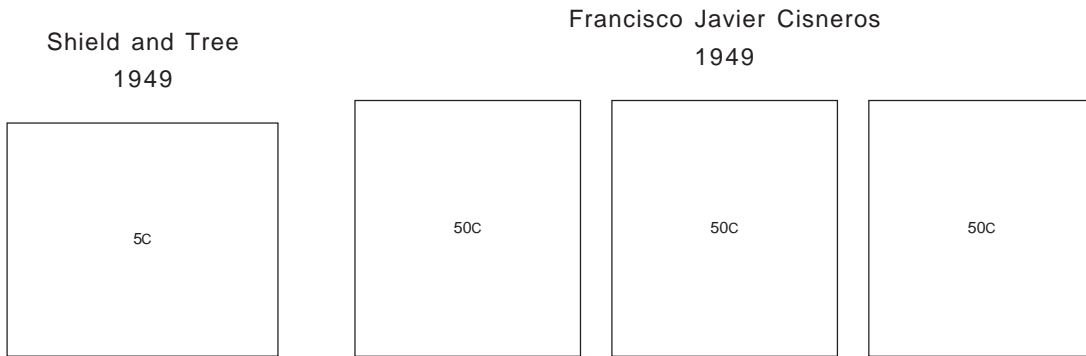 Shield and Tree
1949
5C
Francisco Javier Cisneros
1949
50C
50C
50C